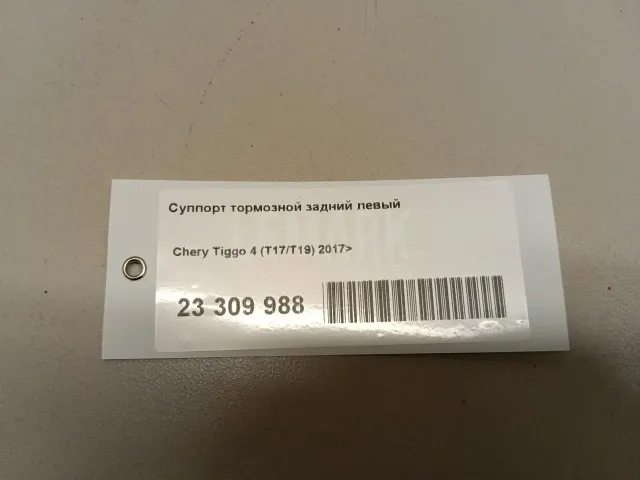 Суппорт тормозной задний левый
Chery Tiggo 4 (T17/T19) 2017>
23 309 988